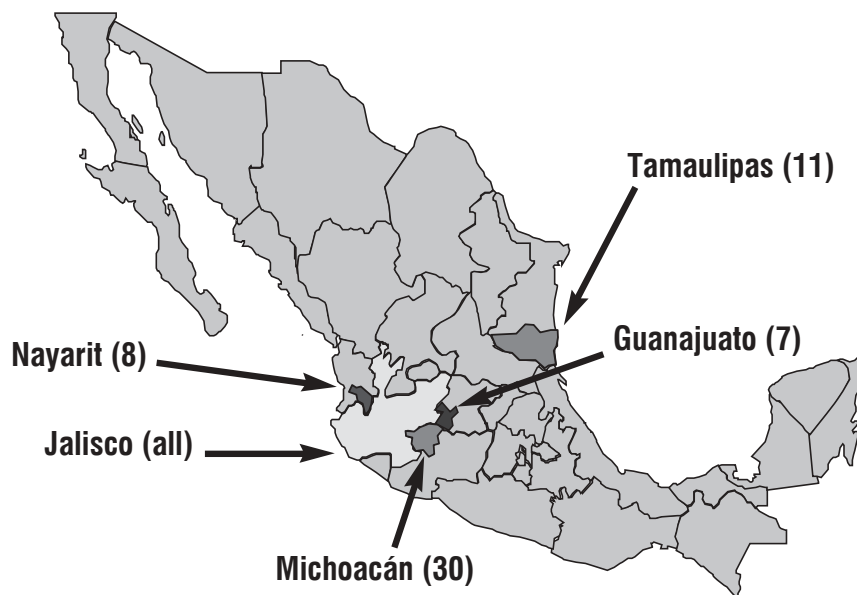 Tamaulipas (11)
Guanajuato (7)
Nayarit (8)
Jalisco (all)
Michoacán (30)